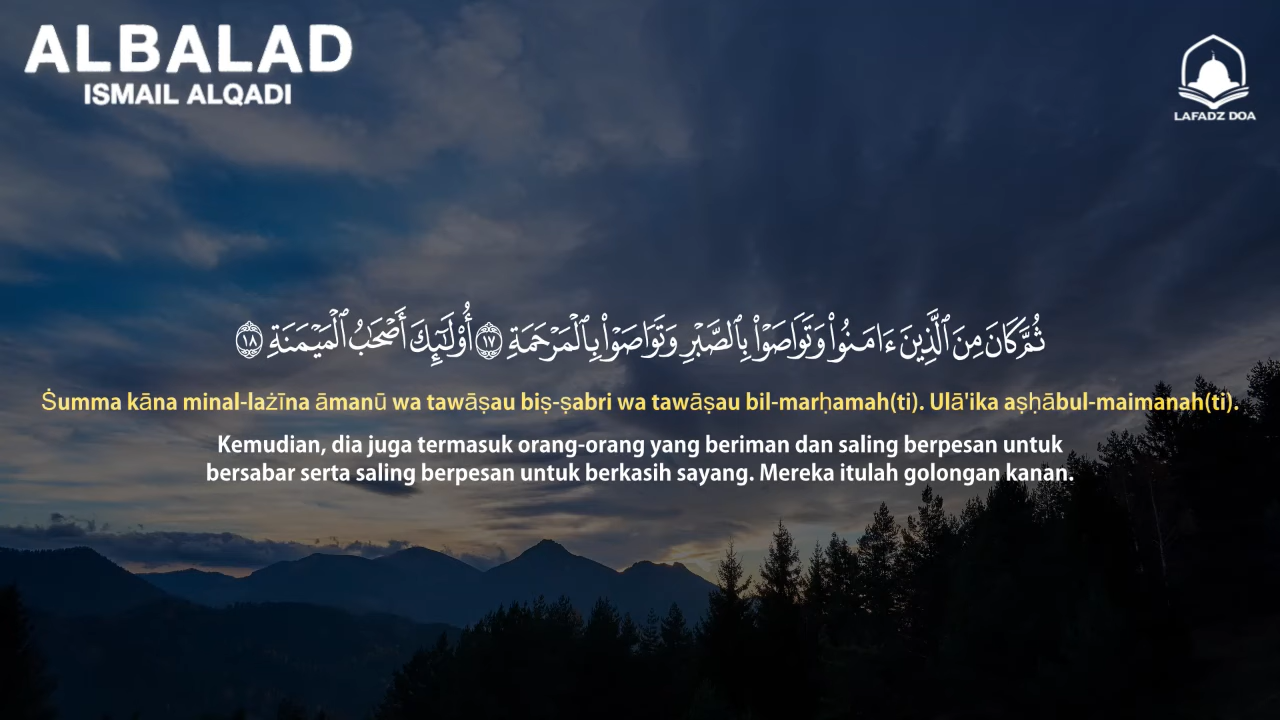 ALBALAD
ISMAIL ALQADI
LAFADZ DOA
ثُمَّ كَانَ مِنَ ٱلَّذِينَ ءَامَنُوا۟ وَتَوَاصَوْا۟ بِٱلصَّبْرِ وَتَوَاصَوْا۟ بِٱلْمَرْحَمَةِ ١٧ أُو۟لَـٰٓئِكَ أَصْحَـٰبُ ٱلْمَيْمَنَةِ ١٨
Ṡumma kāna minal-lażīna āmanū wa tawāṣau biṣ-ṣabri wa tawāṣau bil-marḥamah(ti). Ulā'ika aṣḥābul-maimanah(ti).
Kemudian, dia juga termasuk orang-orang yang beriman dan saling berpesan untuk
bersabar serta saling berpesan untuk berkasih sayang. Mereka itulah golongan kanan.